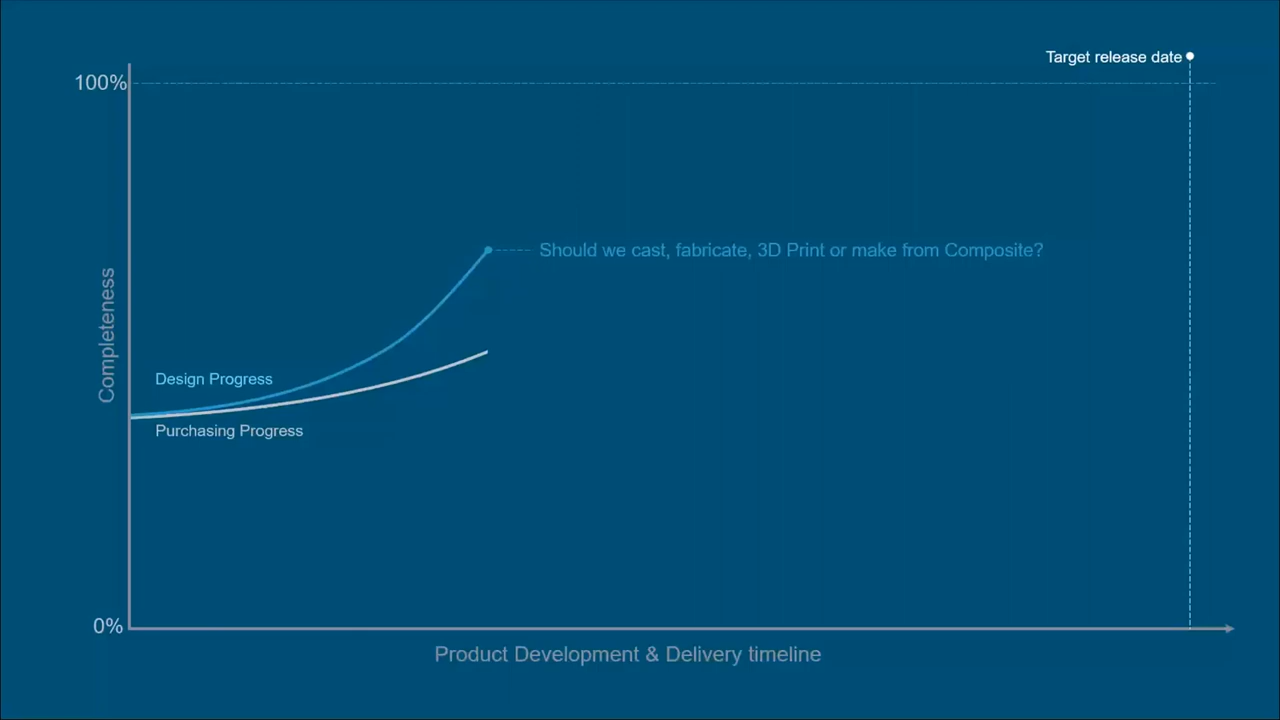 Target release date
100%
Should we cast, fabricate, 3D Print or make from Composite?
Completeness
Design Progress
Purchasing Progress
0%
Product Development & Delivery timeline